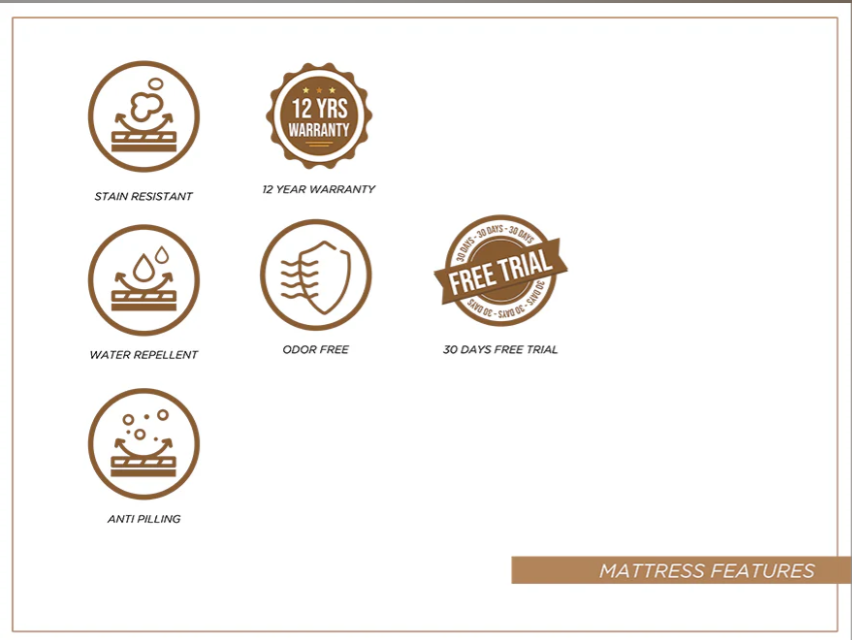 12 YRS
WARRANTY
STAIN RESISTANT
12 YEAR WARRANTY
30 DAYS - 30 DAYS - 30 DAYS
FREE TRIAL
30 DAYS - 30 DAYS - 30 DAYS
WATER REPELLENT
ODOR FREE
30 DAYS FREE TRIAL
ANTI PILLING
MATTRESS FEATURES